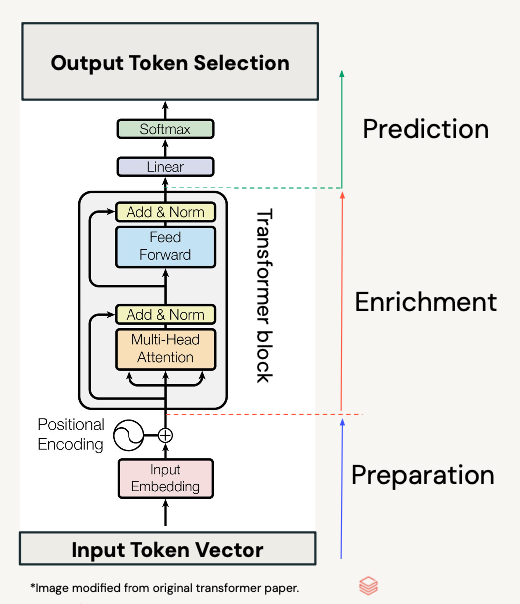 Output Token Selection
Softmax
Prediction
Linear
Add & Norm
Feed
Forward
Transformer block
Enrichment
Add & Norm
Multi-Head
Attention
Positional
Encoding
Input
Embedding
Preparation
Input Token Vector
*Image modified from original transformer paper.